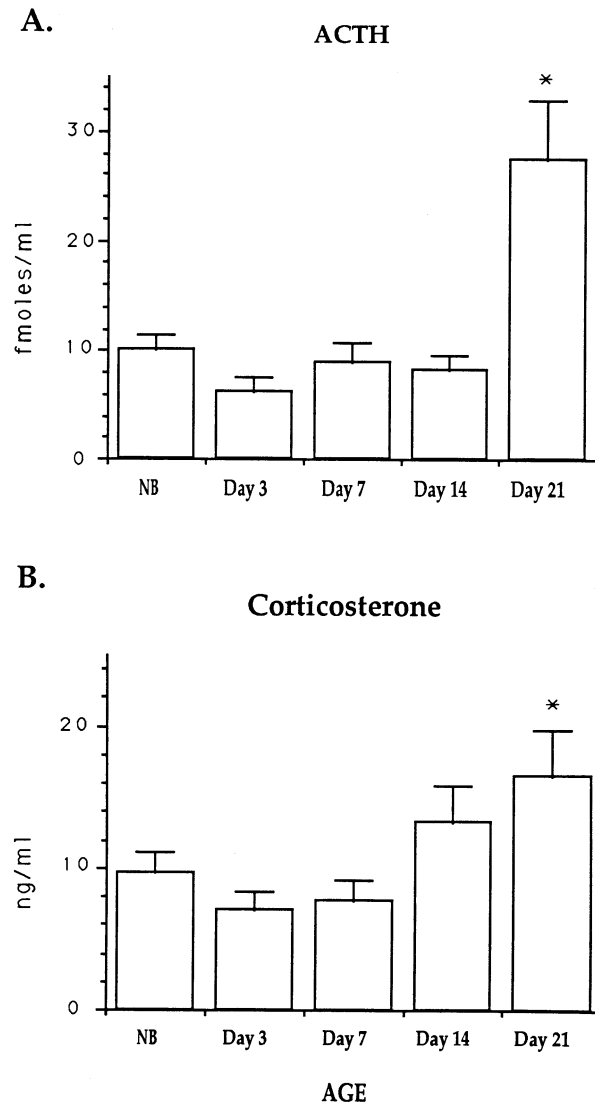 A.
ACTH
*
30
20
10
0
fmoles/ml
NB Day 3 Day 7 Day 14 Day 21
B.
Corticosterone
*
20
10
0
ng/ml
NB Day 3 Day 7 Day 14 Day 21
AGE